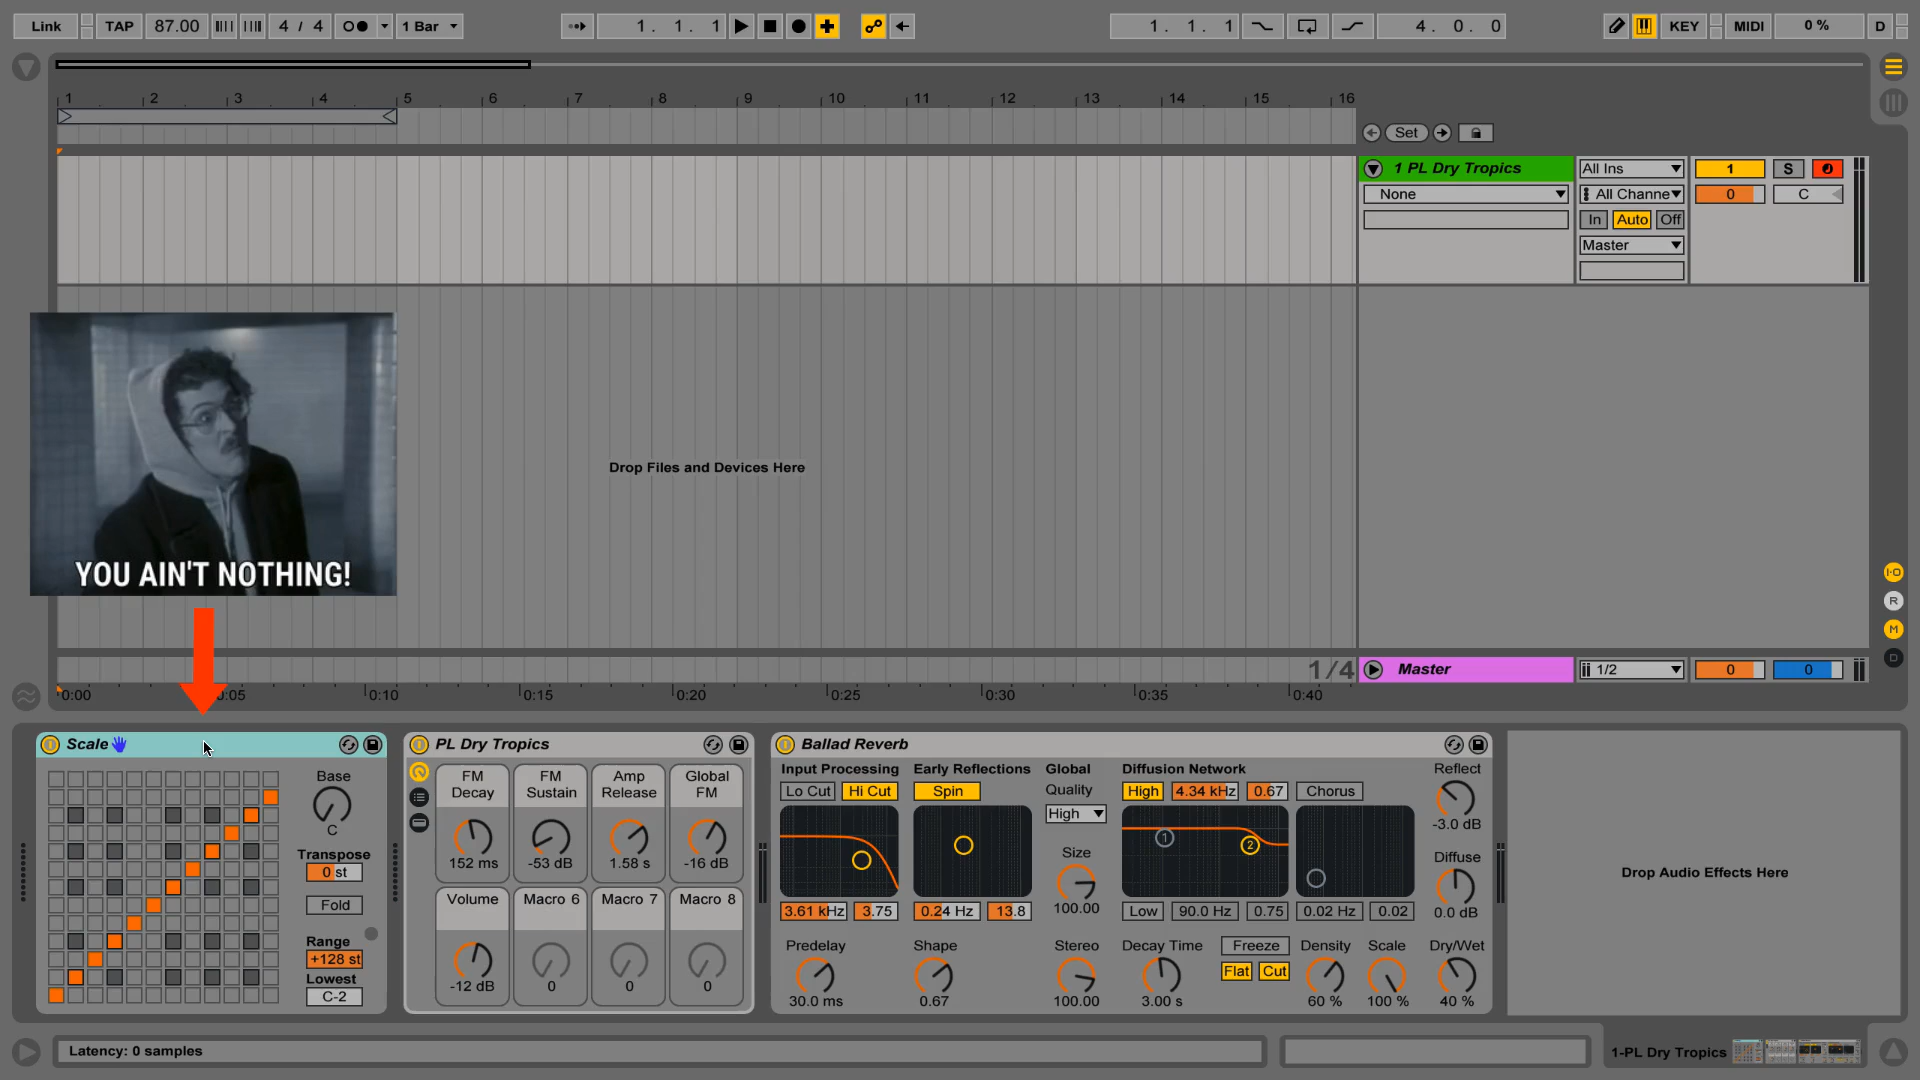 Link TAP 87.00 4 / 4 1 Bar 1. 1. 1 1. 1. 1 4. 0. 0 KEY MIDI 0 % D
1 2 3 4 5 6 7 8 9 10 11 12 13 14 15 16
Set
1 PL Dry Tropics All Ins 1 S
None All Channe 0 C
In Auto Off
Master
Drop Files and Devices Here
YOU AIN'T NOTHING!
I·O
R
M
D
1/4 Master 1/2 0 0
0:00 0:05 0:10 0:15 0:20 0:25 0:30 0:35 0:40
Scale
Base
C
Transpose
0 st
Fold
Range
+128 st
Lowest
C-2
PL Dry Tropics
FM Decay FM Sustain Amp Release Global FM
152 ms -53 dB 1.58 s -16 dB
Volume Macro 6 Macro 7 Macro 8
-12 dB 0 0 0
Ballad Reverb
Input Processing Early Reflections Global Diffusion Network Reflect
Lo Cut Hi Cut Spin Quality High 4.34 kHz 0.67 Chorus
High
-3.0 dB
1 2
Size
Diffuse
100.00
3.61 kHz 3.75 0.24 Hz 13.8 Low 90.0 Hz 0.75 0.02 Hz 0.02 0.0 dB
Predelay Shape Stereo Decay Time Freeze Density Scale Dry/Wet
Flat Cut
30.0 ms 0.67 100.00 3.00 s 60 % 100 % 40 %
Drop Audio Effects Here
Latency: 0 samples
1-PL Dry Tropics